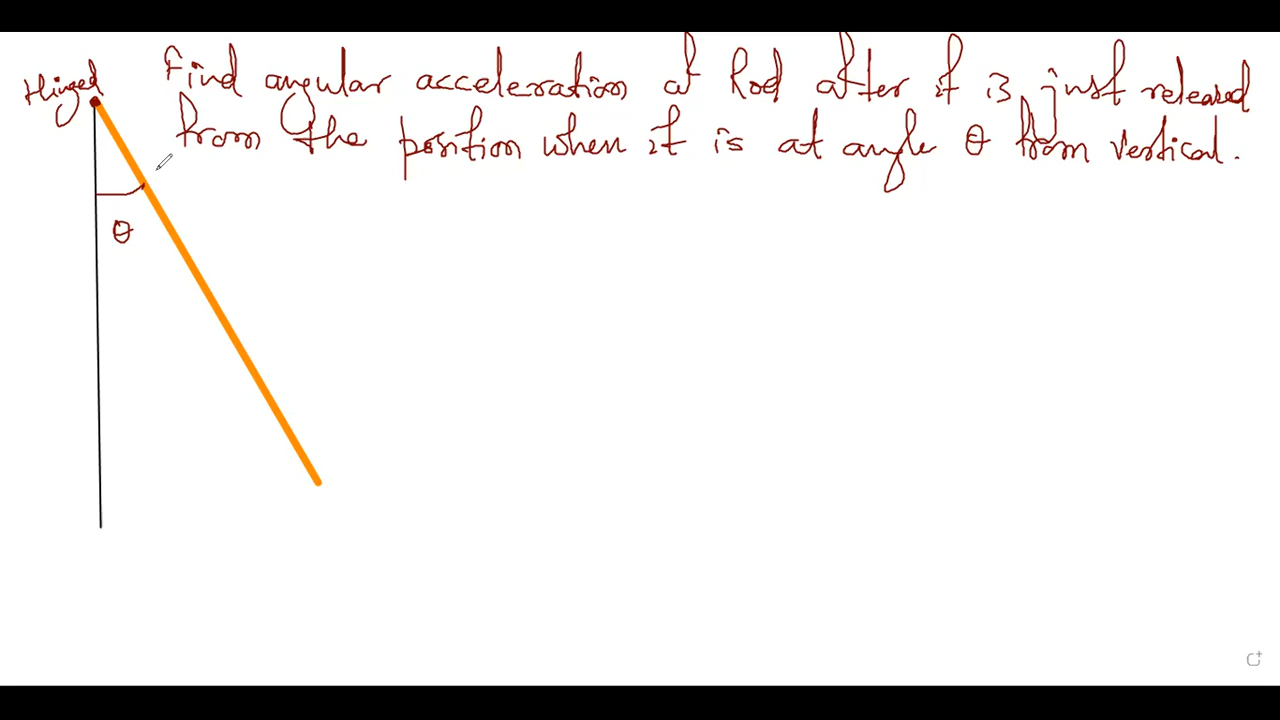 Hinged
Find angular acceleration of Rod after it is just released
from the position when it is at angle θ from vertical.
θ